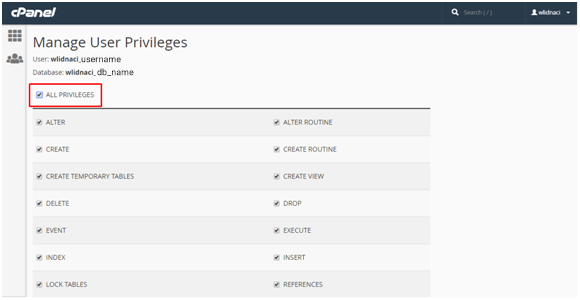 cPanel Search ( / ) wlidnaci
Manage User Privileges
User: wlidnaci_username
Database: wlidnaci_db_name
ALL PRIVILEGES
ALTER ALTER ROUTINE
CREATE CREATE ROUTINE
CREATE TEMPORARY TABLES CREATE VIEW
DELETE DROP
EVENT EXECUTE
INDEX INSERT
LOCK TABLES REFERENCES